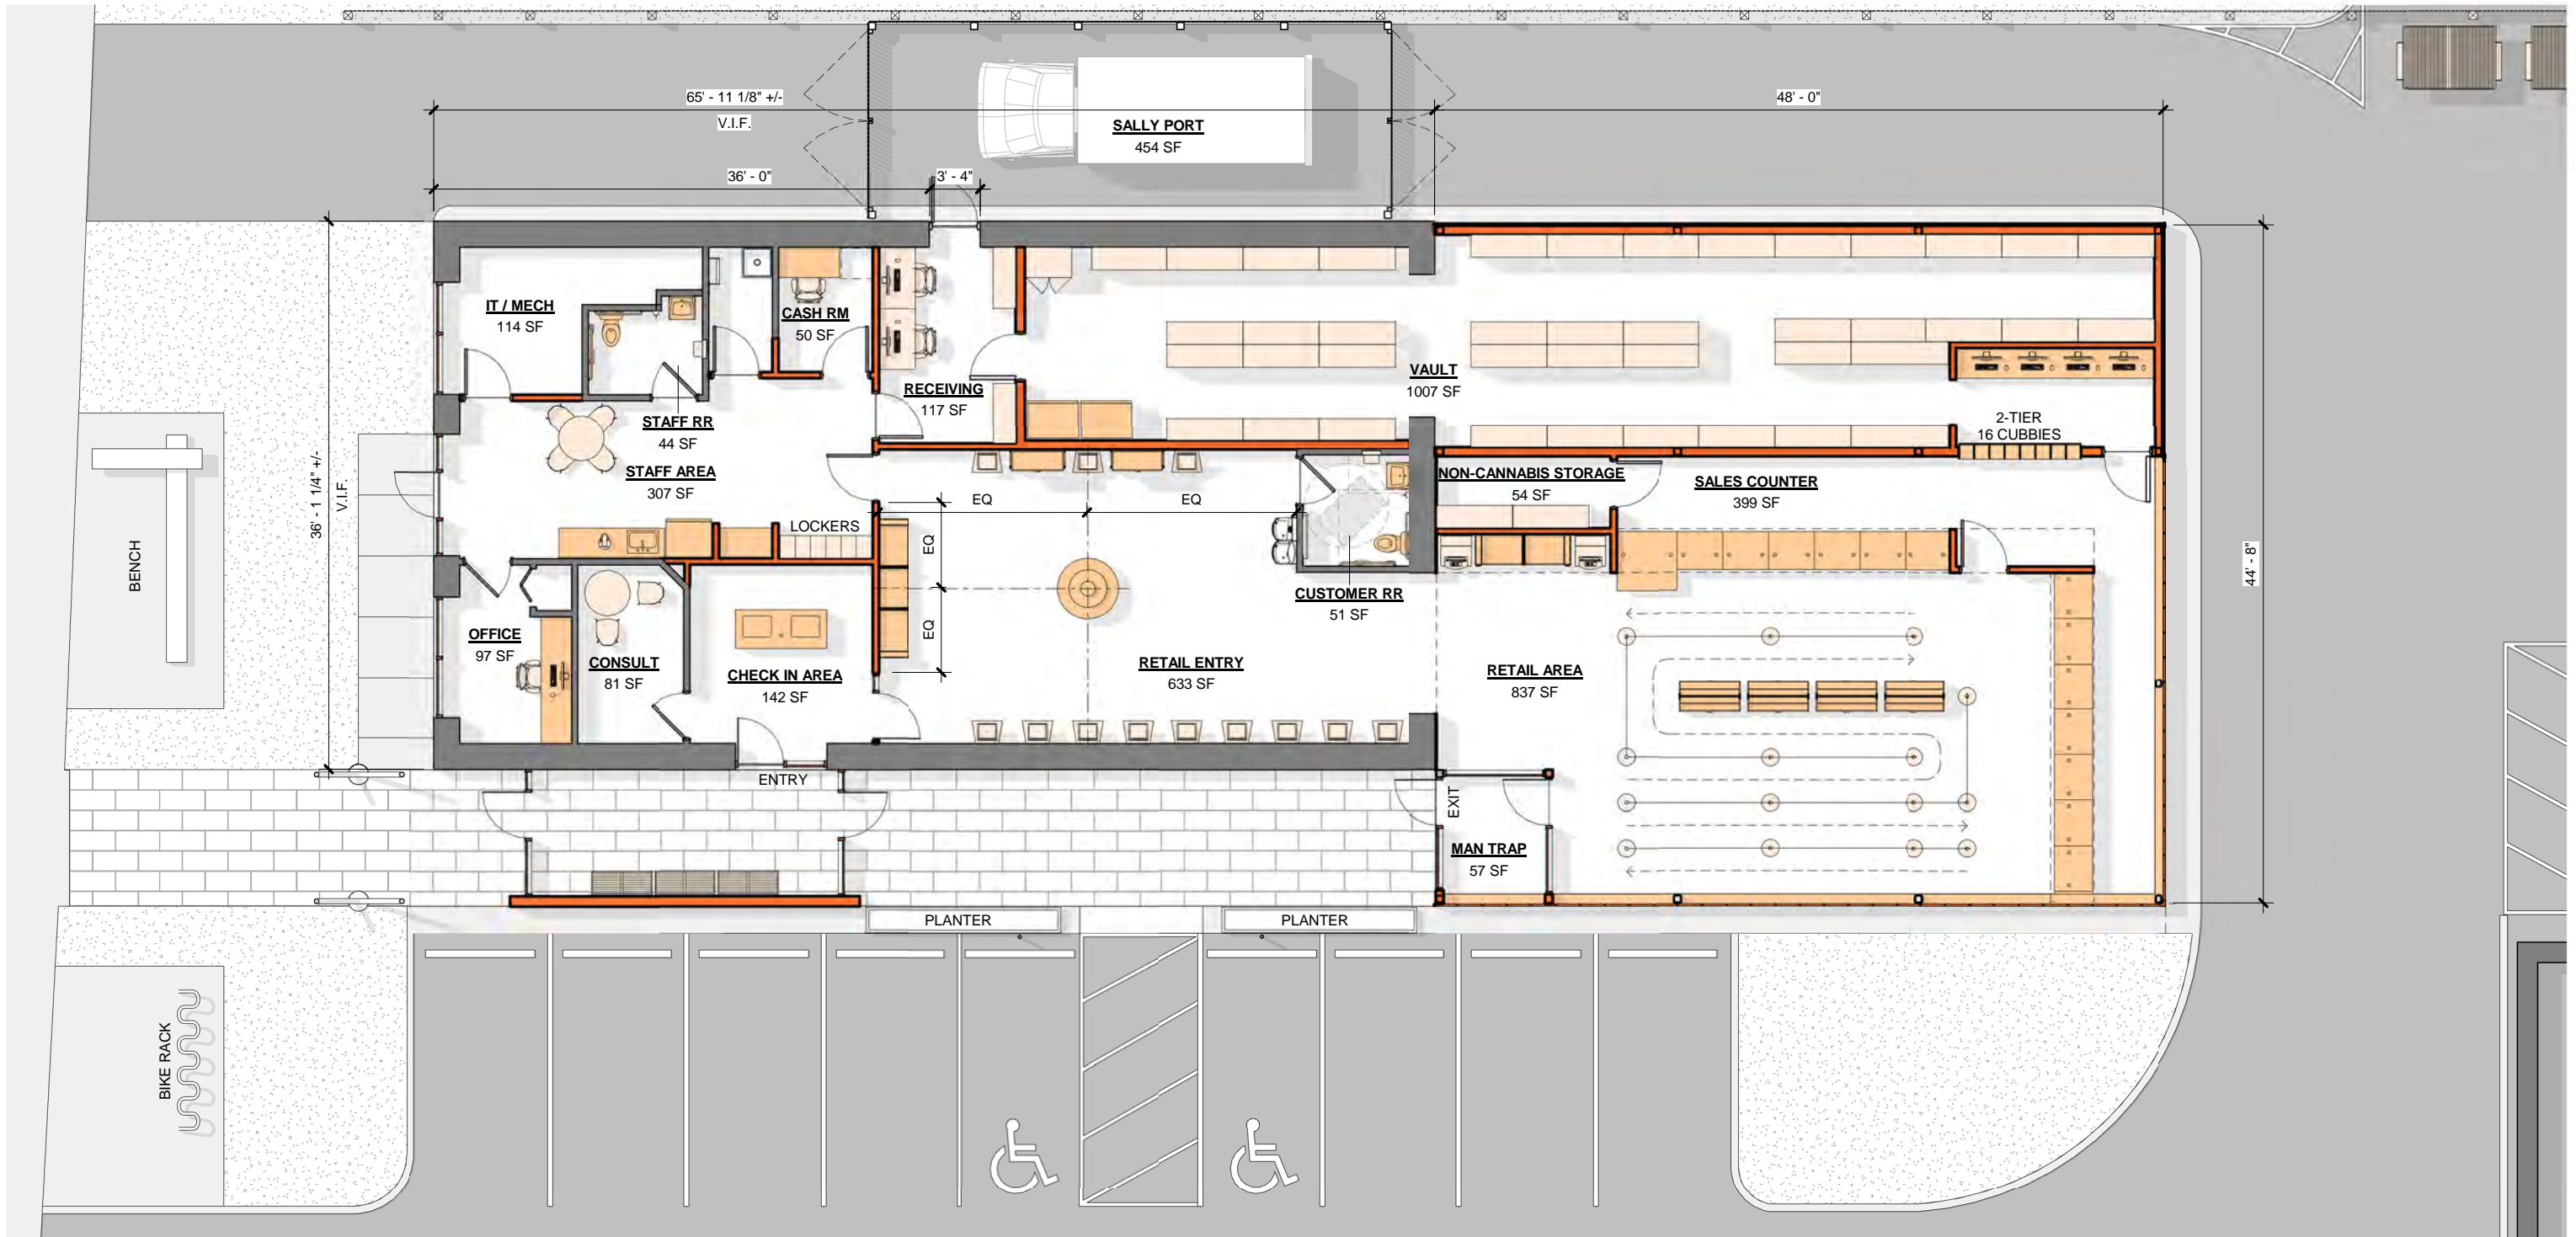 65' - 11 1/8" +/-
V.I.F.
48' - 0"
SALLY PORT
454 SF
36' - 0"
3' - 4"
IT / MECH
114 SF
CASH RM
50 SF
RECEIVING
117 SF
VAULT
1007 SF
2-TIER
16 CUBBIES
STAFF RR
44 SF
STAFF AREA
307 SF
LOCKERS
36' - 1 1/4" +/-
V.I.F.
BENCH
EQ
EQ
EQ
EQ
NON-CANNABIS STORAGE
54 SF
SALES COUNTER
399 SF
44' - 8"
CUSTOMER RR
51 SF
OFFICE
97 SF
CONSULT
81 SF
CHECK IN AREA
142 SF
RETAIL ENTRY
633 SF
RETAIL AREA
837 SF
ENTRY
EXIT
MAN TRAP
57 SF
PLANTER
PLANTER
BIKE RACK